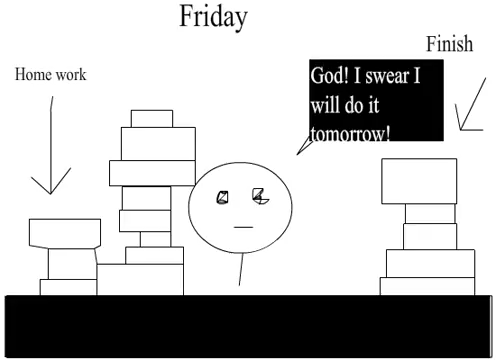 Friday
Finish
Home work
God! I swear I
will do it
tomorrow!